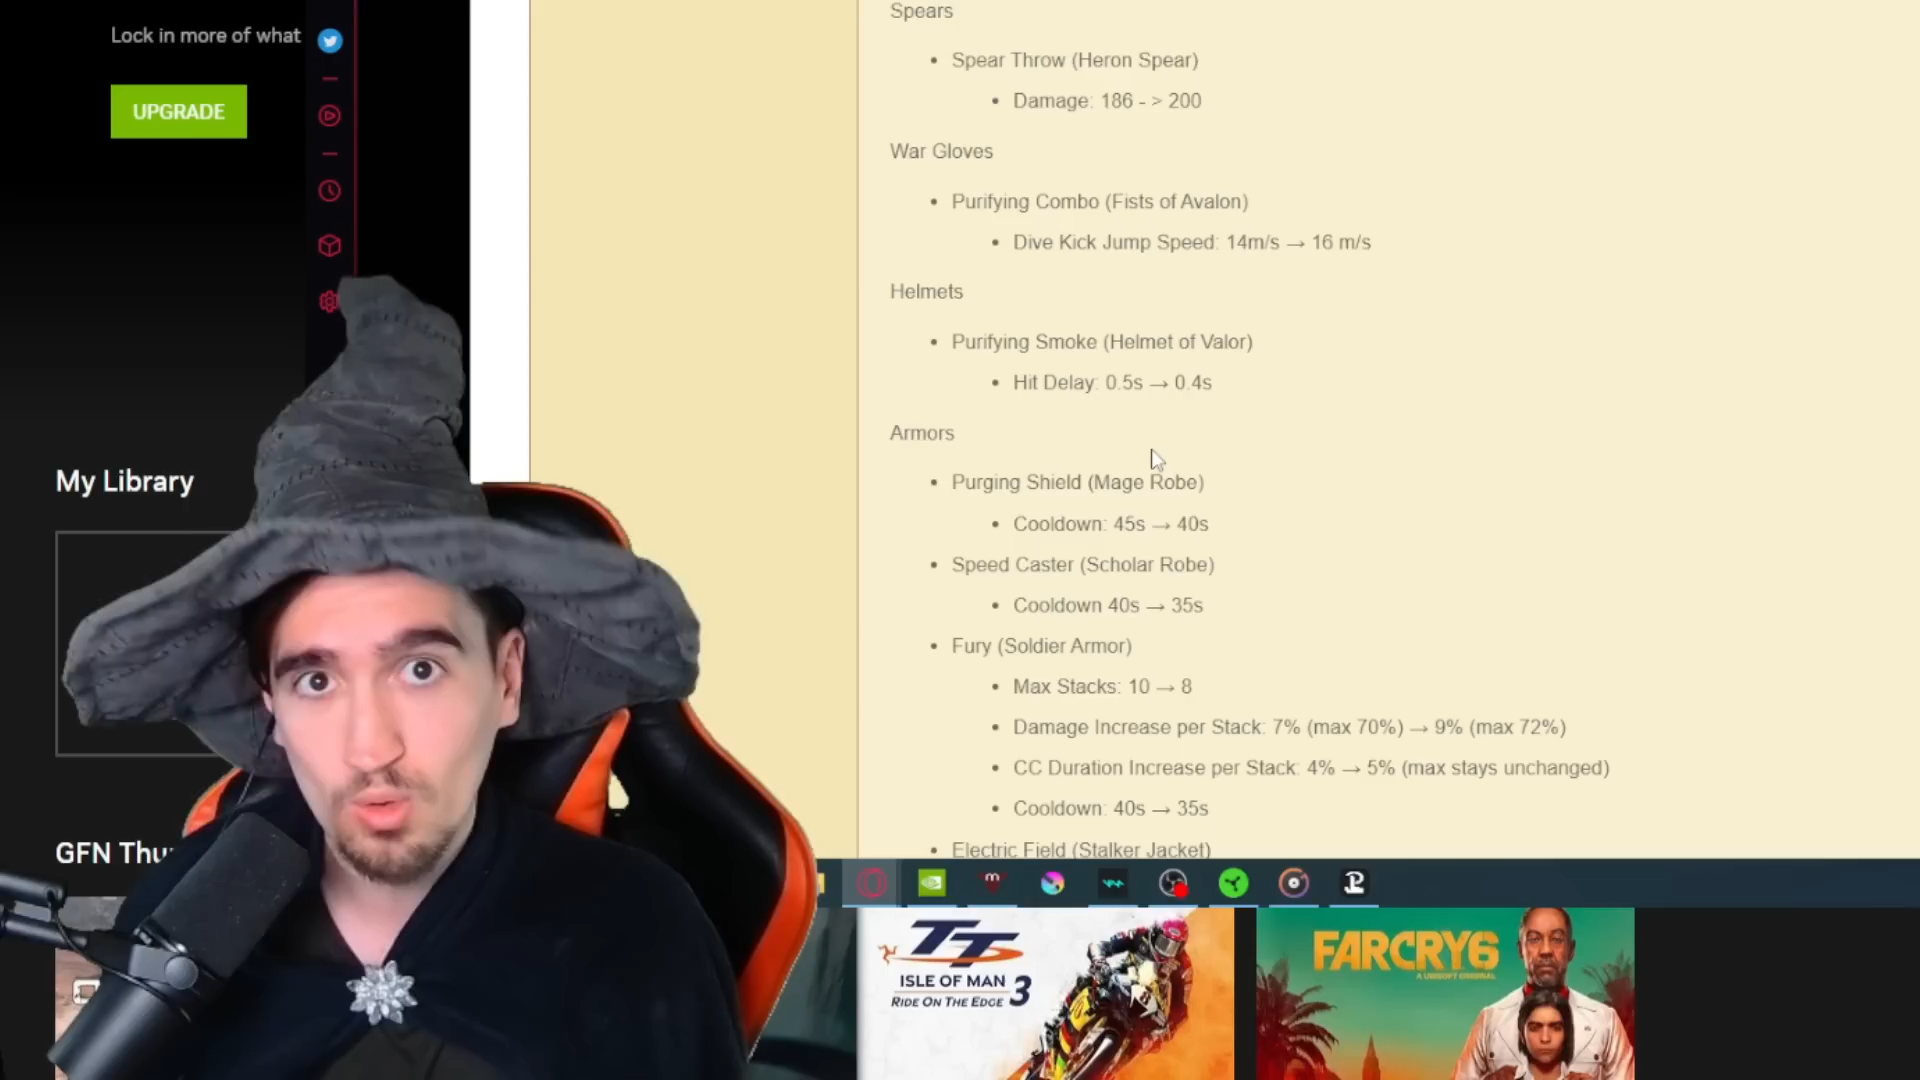 Lock in more of what
UPGRADE
My Library
GFN Thu
Spears
Spear Throw (Heron Spear)
Damage: 186 - > 200
War Gloves
Purifying Combo (Fists of Avalon)
Dive Kick Jump Speed: 14m/s → 16 m/s
Helmets
Purifying Smoke (Helmet of Valor)
Hit Delay: 0.5s → 0.4s
Armors
Purging Shield (Mage Robe)
Cooldown: 45s → 40s
Speed Caster (Scholar Robe)
Cooldown 40s → 35s
Fury (Soldier Armor)
Max Stacks: 10 → 8
Damage Increase per Stack: 7% (max 70%) → 9% (max 72%)
CC Duration Increase per Stack: 4% → 5% (max stays unchanged)
Cooldown: 40s → 35s
Electric Field (Stalker Jacket)
TT
ISLE OF MAN
RIDE ON THE EDGE 3
FARCRY6
A UBISOFT ORIGINAL